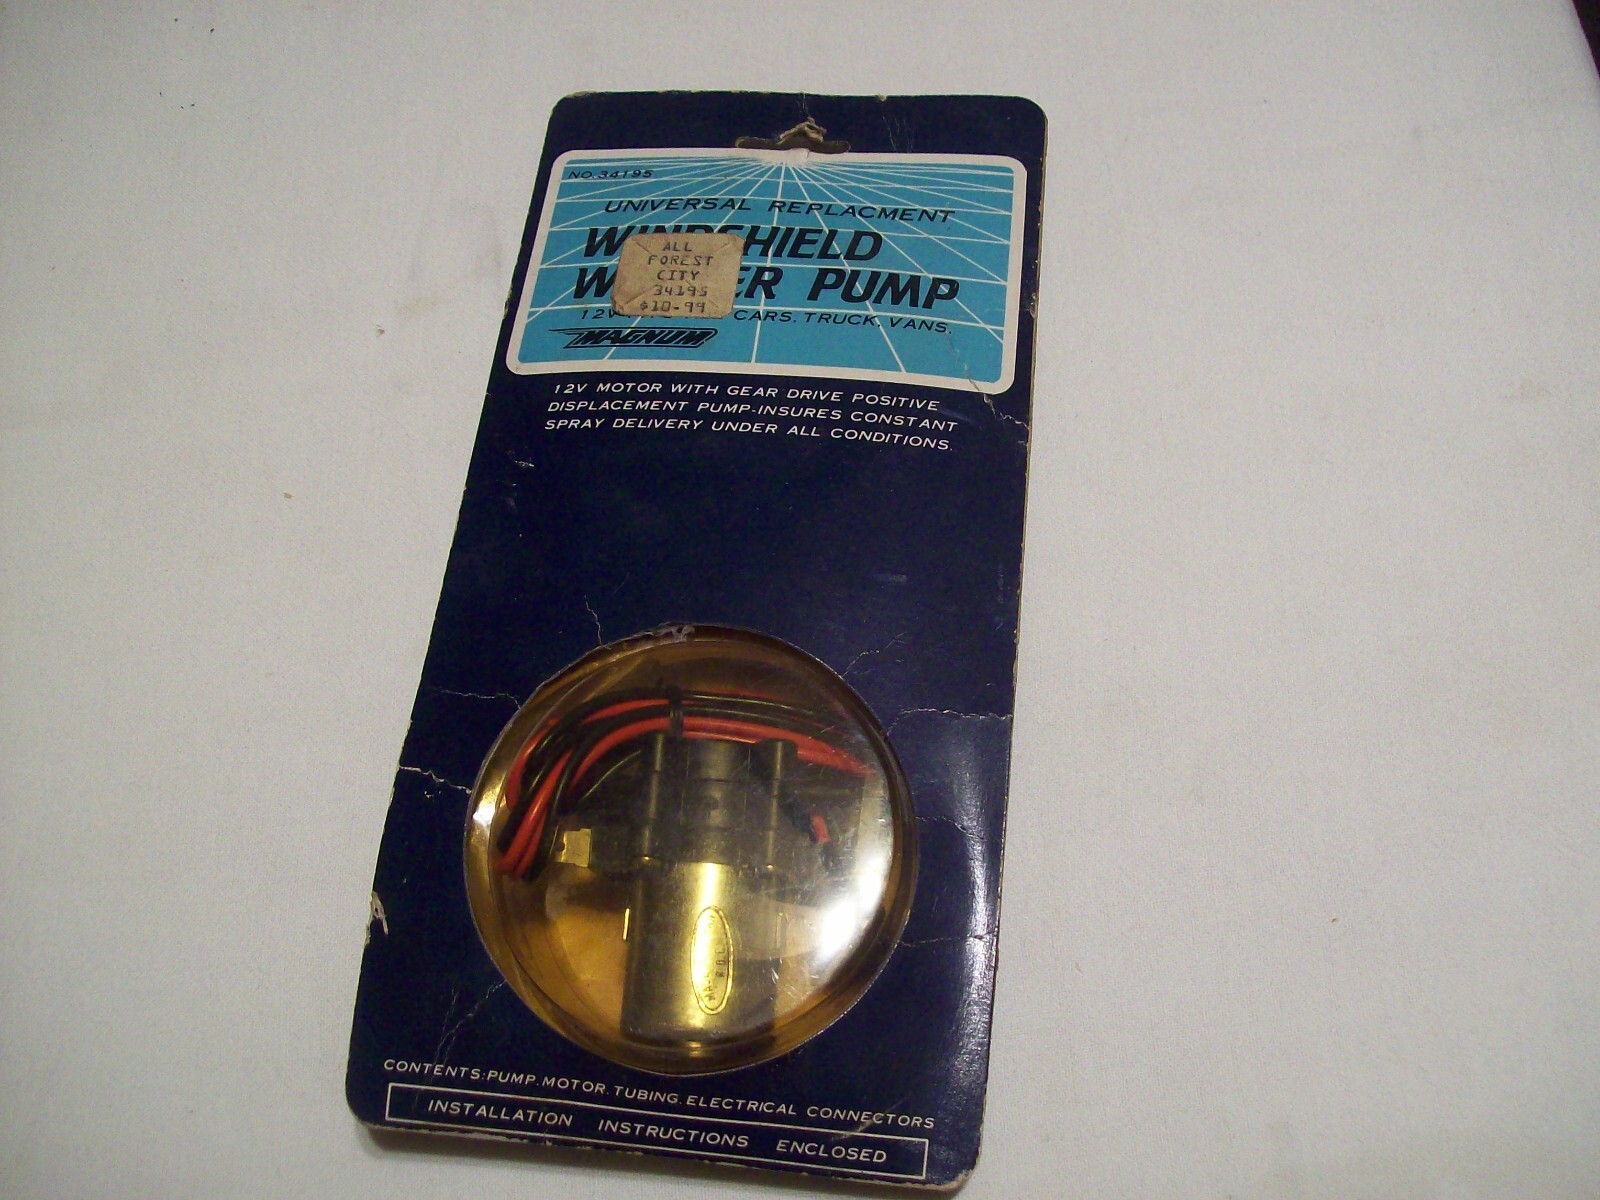 NO. 34195
UNIVERSAL REPLACMENT
WINDSHIELD
PUMP
ALL
FOREST
CITY
34195
$10-99
12V CARS, TRUCK, VANS.
MAGNUM
12V MOTOR WITH GEAR DRIVE POSITIVE
DISPLACEMENT PUMP-INSURES CONSTANT
SPRAY DELIVERY UNDER ALL CONDITIONS.
CONTENTS: PUMP, MOTOR, TUBING, ELECTRICAL CONNECTORS
INSTALLATION INSTRUCTIONS ENCLOSED